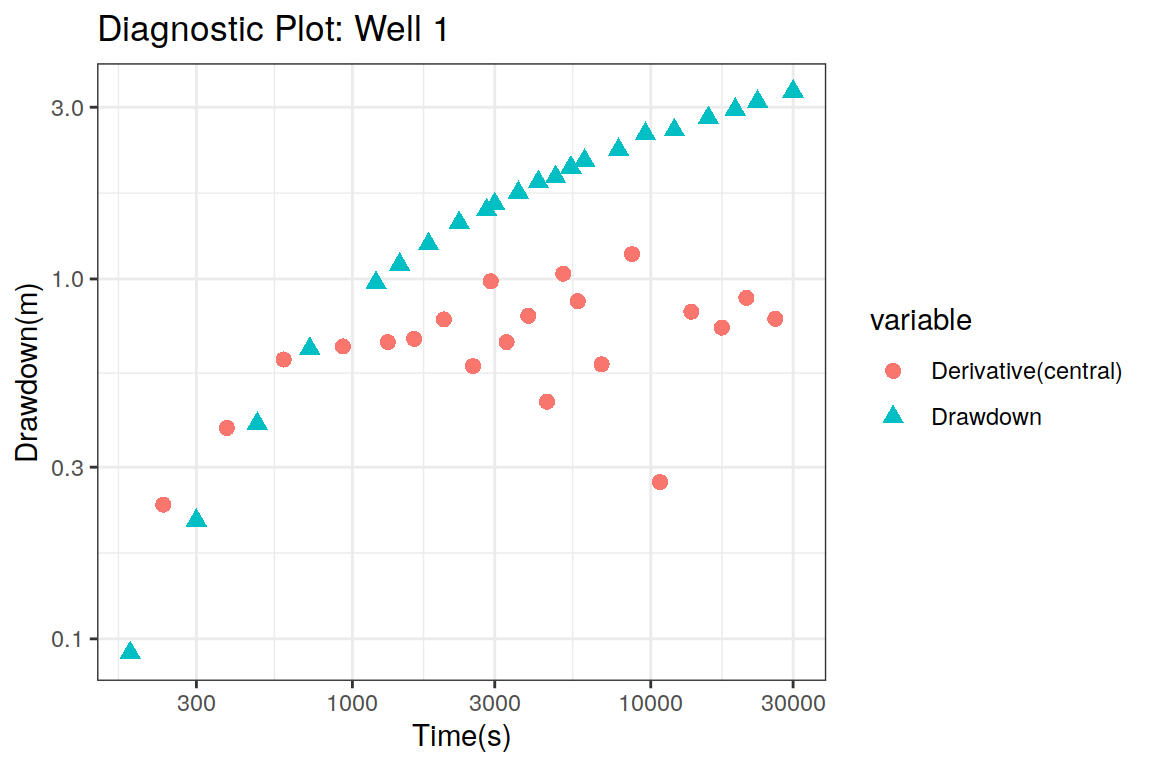 Diagnostic Plot: Well 1
Drawdown(m)
3.0
1.0
0.3
0.1
300 1000 3000 10000 30000
Time(s)
variable
Derivative(central)
Drawdown